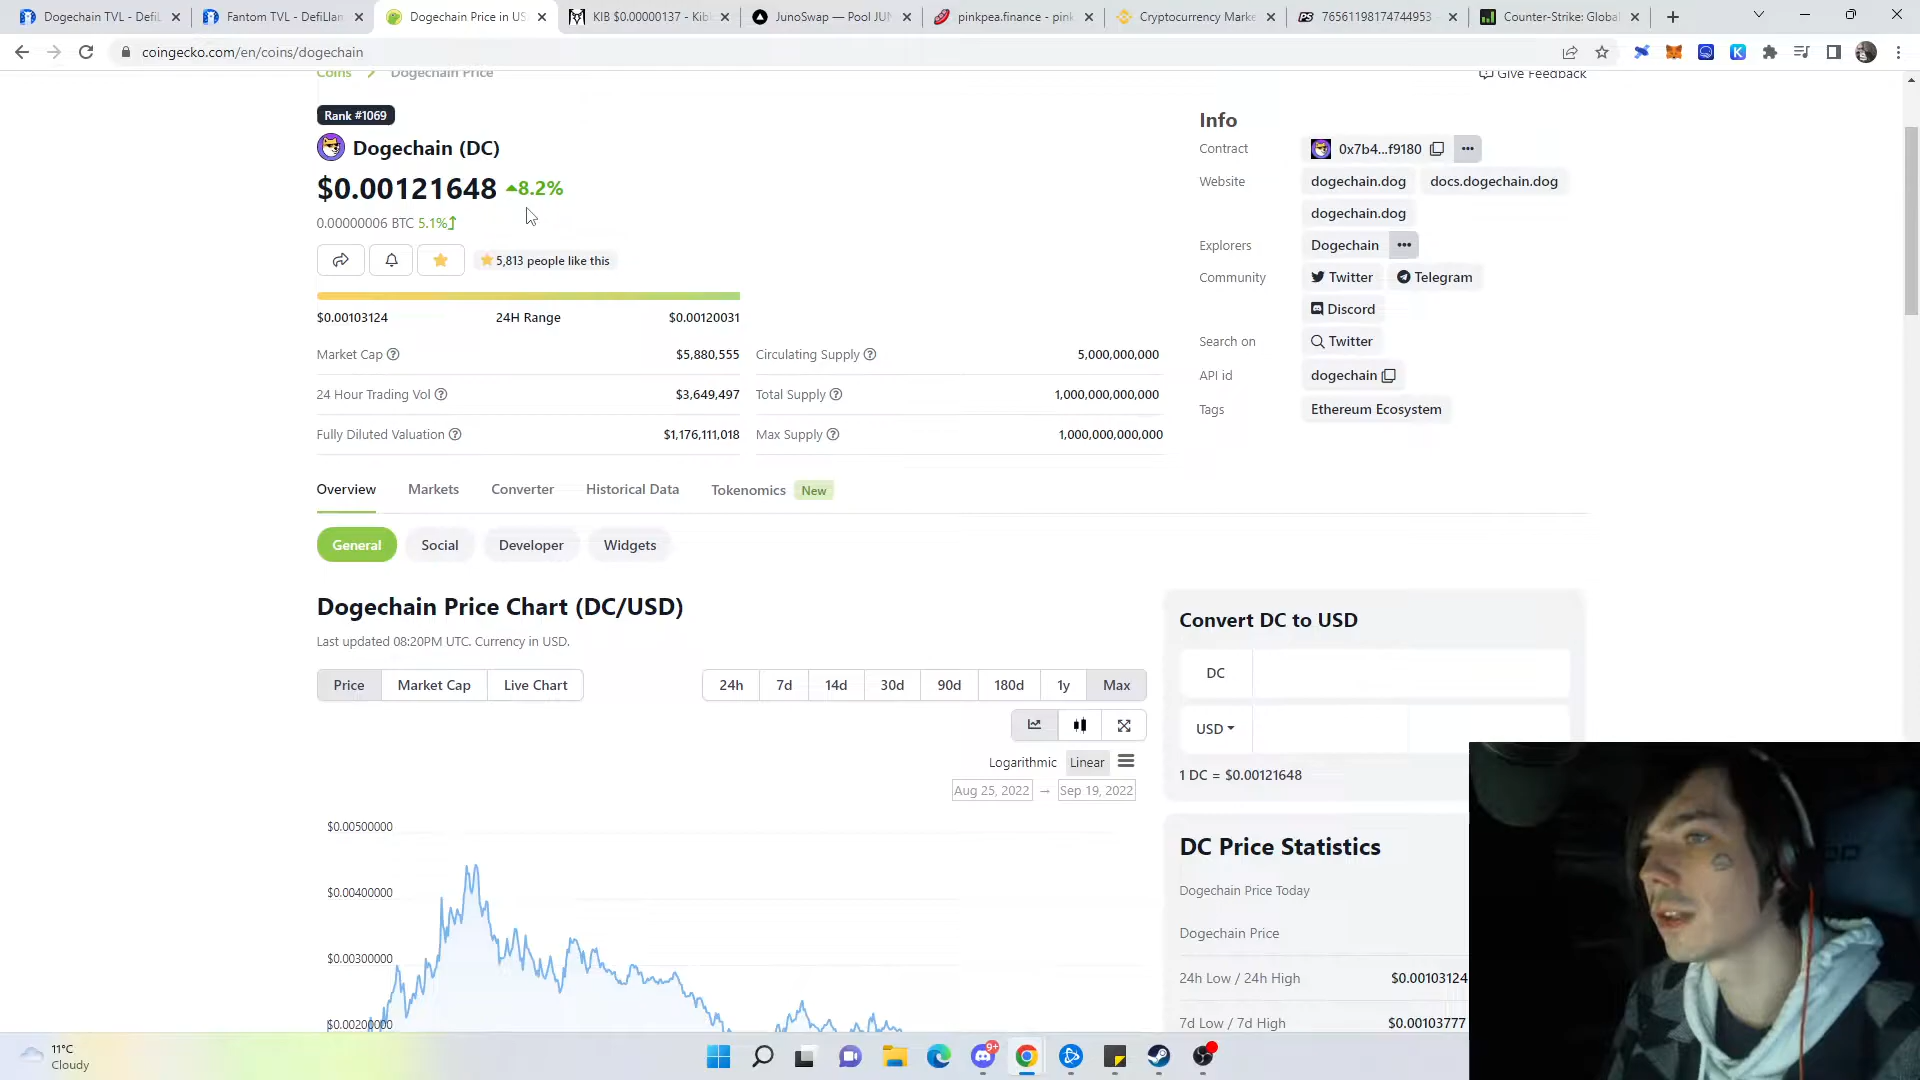 Dogechain TVL - DefiL
Fantom TVL - DefiLlam
Dogechain Price in US
KIB $0.00000137 - Kib
JunoSwap — Pool JUN
pinkpea.finance - pink
Cryptocurrency Marke
76561198174744953
Counter-Strike: Global
coingecko.com/en/coins/dogechain
Coins
Dogechain Price
Give Feedback
Rank #1069
Dogechain (DC)
$0.00121648 8.2%
0.00000006 BTC 5.1%
5,813 people like this
$0.00103124 24H Range $0.00120031
Market Cap $5,880,555
24 Hour Trading Vol $3,649,497
Fully Diluted Valuation $1,176,111,018
Circulating Supply 5,000,000,000
Total Supply 1,000,000,000,000
Max Supply 1,000,000,000,000
Info
Contract 0x7b4...f9180
Website dogechain.dog docs.dogechain.dog
dogechain.dog
Explorers Dogechain
Community Twitter Telegram
Discord
Search on Twitter
API id dogechain
Tags Ethereum Ecosystem
Overview Markets Converter Historical Data Tokenomics New
General Social Developer Widgets
Dogechain Price Chart (DC/USD)
Last updated 08:20PM UTC. Currency in USD.
Price Market Cap Live Chart
24h 7d 14d 30d 90d 180d 1y Max
Logarithmic Linear
Aug 25, 2022 → Sep 19, 2022
$0.00500000
$0.00400000
$0.00300000
$0.00200000
Convert DC to USD
DC
USD
1 DC = $0.00121648
DC Price Statistics
Dogechain Price Today
Dogechain Price
24h Low / 24h High $0.00103124
7d Low / 7d High $0.00103777
11°C
Cloudy
9+